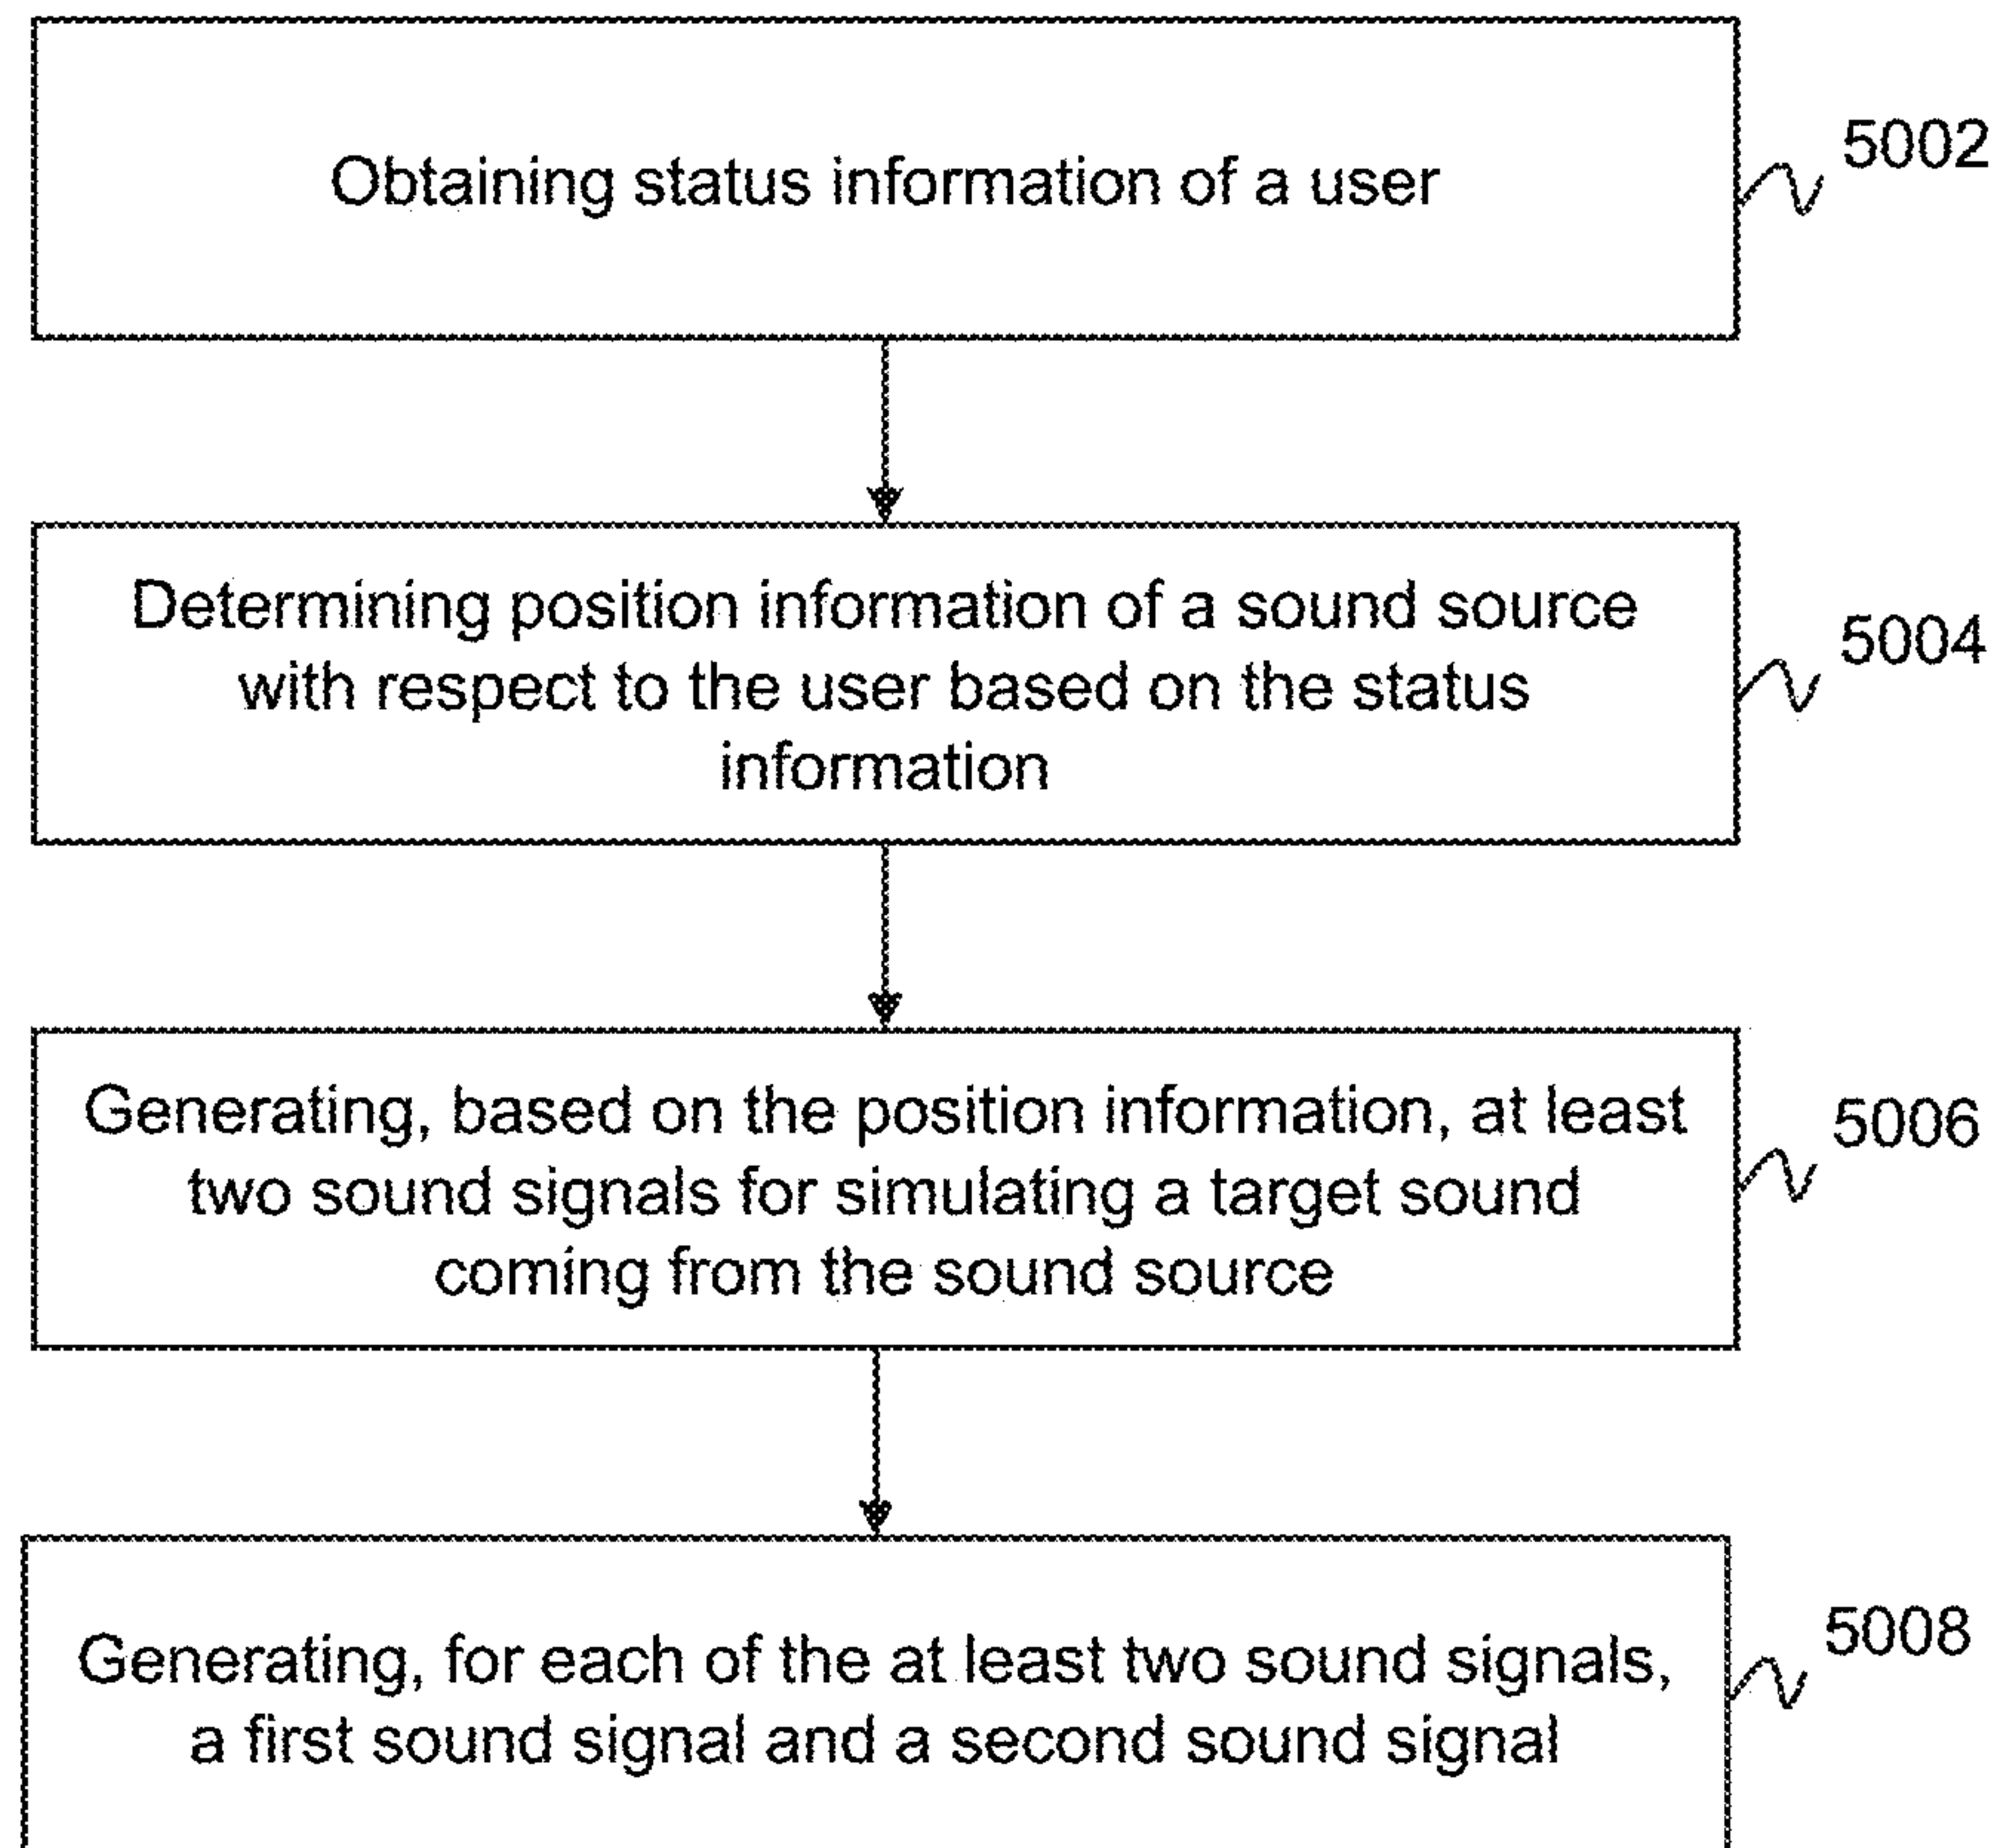 Obtaining status information of a user
5002
Determining position information of a sound source
with respect to the user based on the status
information
5004
Generating, based on the position information, at least
two sound signals for simulating a target sound
coming from the sound source
5006
Generating, for each of the at least two sound signals,
a first sound signal and a second sound signal
5008